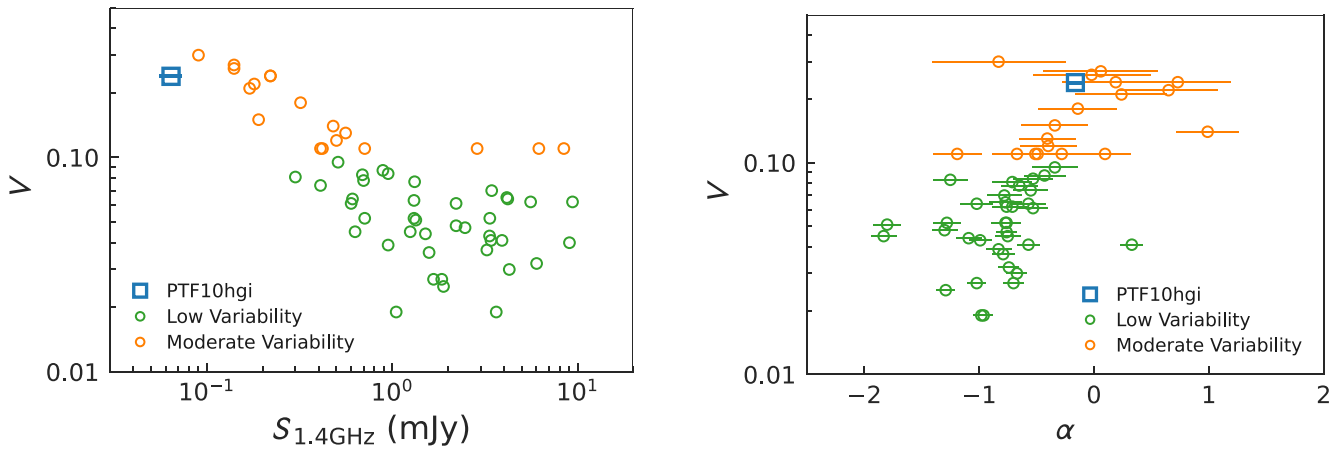 V
0.10
0.01
10⁻¹
10⁰
10¹
S₁.₄GHz (mJy)
PTF10hgi
Low Variability
Moderate Variability
V
0.10
0.01
−2
−1
0
1
2
α
PTF10hgi
Low Variability
Moderate Variability